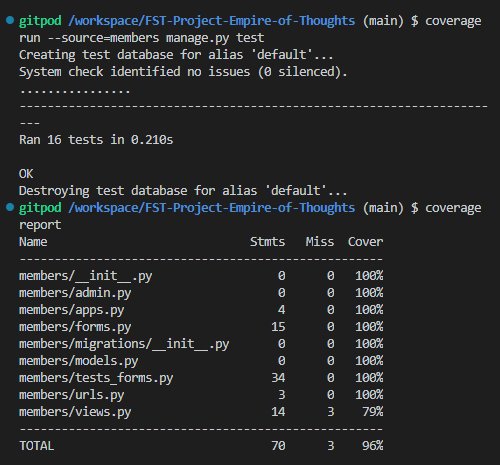 gitpod /workspace/FST-Project-Empire-of-Thoughts (main) $ coverage
run --source=members manage.py test
Creating test database for alias 'default'...
System check identified no issues (0 silenced).
................
----------------------------------------------------------------------
Ran 16 tests in 0.210s
OK
Destroying test database for alias 'default'...
gitpod /workspace/FST-Project-Empire-of-Thoughts (main) $ coverage
report
Name                             Stmts   Miss  Cover
----------------------------------------------------
members/__init__.py                  0      0   100%
members/admin.py                     0      0   100%
members/apps.py                      4      0   100%
members/forms.py                    15      0   100%
members/migrations/__init__.py       0      0   100%
members/models.py                    0      0   100%
members/tests_forms.py              34      0   100%
members/urls.py                      3      0   100%
members/views.py                    14      3    79%
----------------------------------------------------
TOTAL                               70      3    96%